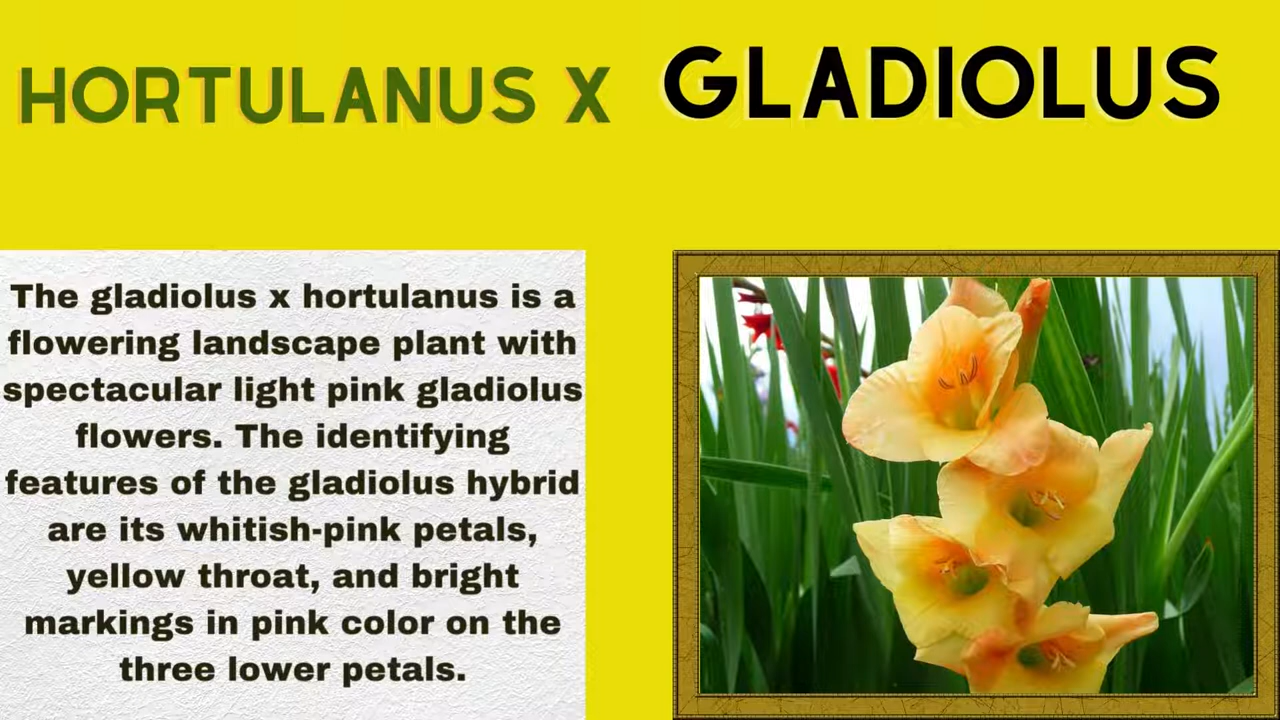 HORTULANUS X GLADIOLUS
The gladiolus x hortulanus is a
flowering landscape plant with
spectacular light pink gladiolus
flowers. The identifying
features of the gladiolus hybrid
are its whitish-pink petals,
yellow throat, and bright
markings in pink color on the
three lower petals.